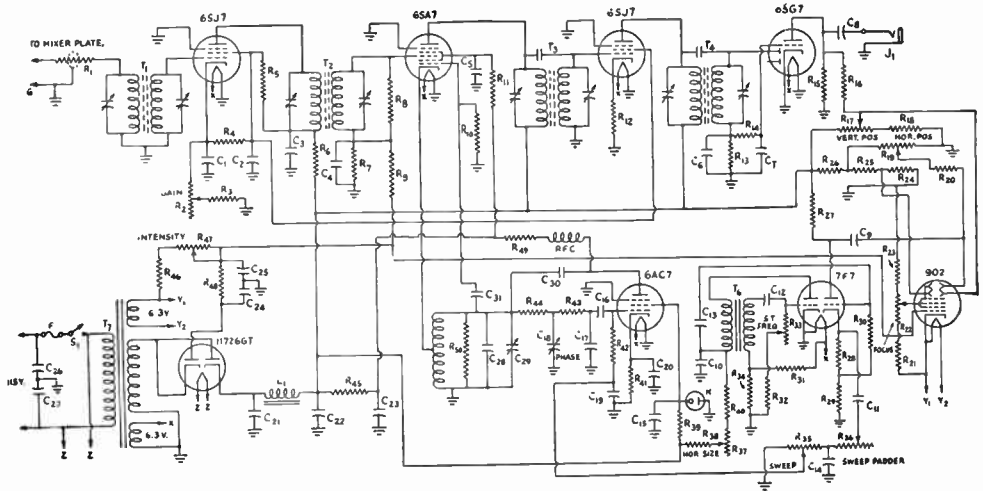 6SJ7
6SA7
6SJ7
6SG7
TO MIXER PLATE,
R1
G
T1
R5
T2
C5
R11
T3
T4
C8
J1
R15
R16
R8
R10
R12
R14
R17
R18
VERT. POS
HOR. POS
R19
R4
C1
C2
C3
R6
C4
R7
R9
C6
R13
C7
R26
R25
R24
R20
GAIN
R2
R3
R27
INTENSITY
R47
R49
RFC
C9
R23
R46
R48
C25
C24
C30
6AC7
7F7
902
6.3V
Y1
Y2
C31
R44
R43
C16
T6
C12
C13
S.T.
FREQ
R33
R30
R22
FOCUS
T7
F
S1
117Z6GT
R50
C28
C29
C18
PHASE
C17
R42
C20
R28
R21
C26
115V.
C27
L1
R45
R41
C19
C10
R31
R32
R40
R29
C11
Y1
Y2
C21
C22
C23
C15
R39
R38
HOR SIZE
R37
R35
R36
6.3 V.
X
Z
Z
SWEEP
C14
SWEEP PADDER